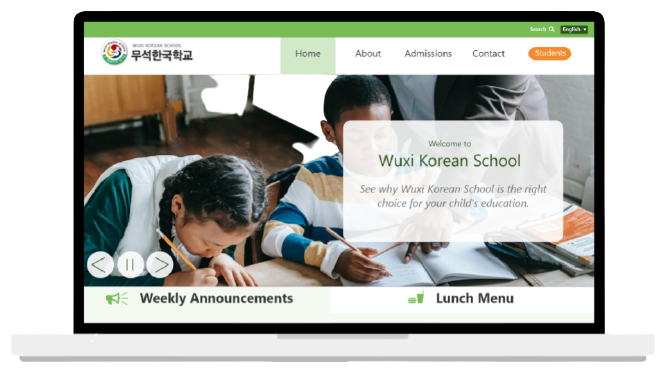 Search
English
WUXI KOREAN SCHOOL
무석한국학교
Home
About
Admissions
Contact
Students
Welcome to
Wuxi Korean School
See why Wuxi Korean School is the right
choice for your child's education.
Weekly Announcements
Lunch Menu